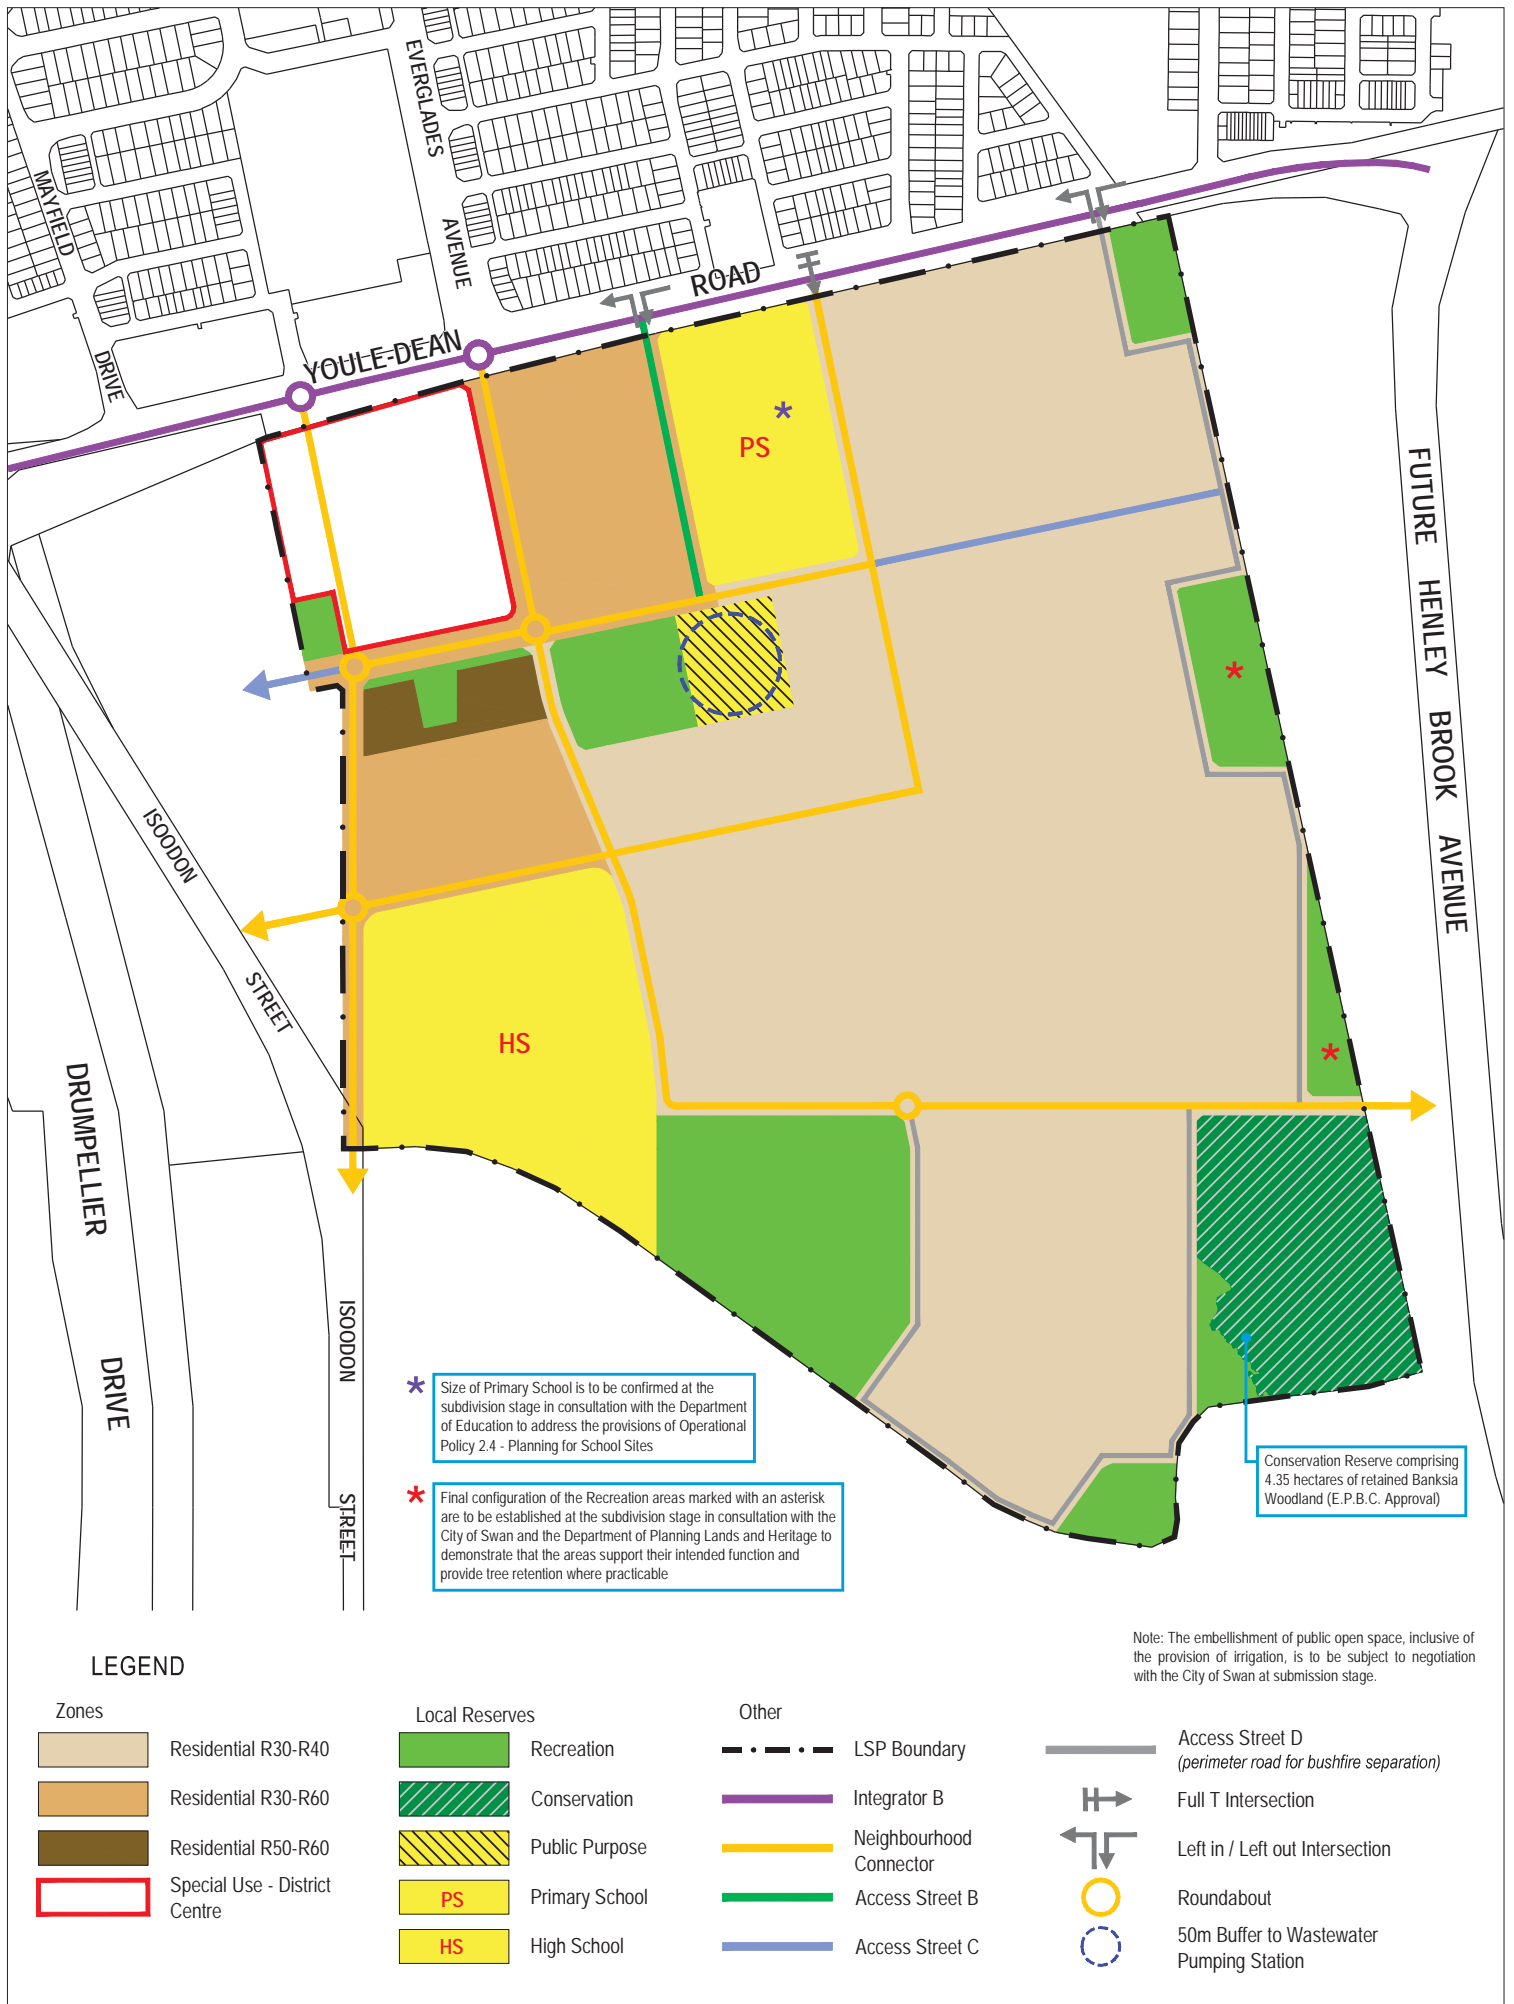 EVERGLADES
AVENUE
MAYFIELD
DRIVE
YOULE-DEAN
ROAD
PS
*
FUTURE HENLEY BROOK AVENUE
*
ISOODON
STREET
HS
*
DRUMPELLIER
DRIVE
ISOODON
STREET
* Size of Primary School is to be confirmed at the
subdivision stage in consultation with the Department
of Education to address the provisions of Operational
Policy 2.4 - Planning for School Sites
* Final configuration of the Recreation areas marked with an asterisk
are to be established at the subdivision stage in consultation with the
City of Swan and the Department of Planning Lands and Heritage to
demonstrate that the areas support their intended function and
provide tree retention where practicable
Conservation Reserve comprising
4.35 hectares of retained Banksia
Woodland (E.P.B.C. Approval)
Note: The embellishment of public open space, inclusive of
the provision of irrigation, is to be subject to negotiation
with the City of Swan at submission stage.
LEGEND
Zones
Residential R30-R40
Residential R30-R60
Residential R50-R60
Special Use - District
Centre
Local Reserves
Recreation
Conservation
Public Purpose
PS Primary School
HS High School
Other
LSP Boundary
Integrator B
Neighbourhood
Connector
Access Street B
Access Street C
Access Street D
(perimeter road for bushfire separation)
Full T Intersection
Left in / Left out Intersection
Roundabout
50m Buffer to Wastewater
Pumping Station